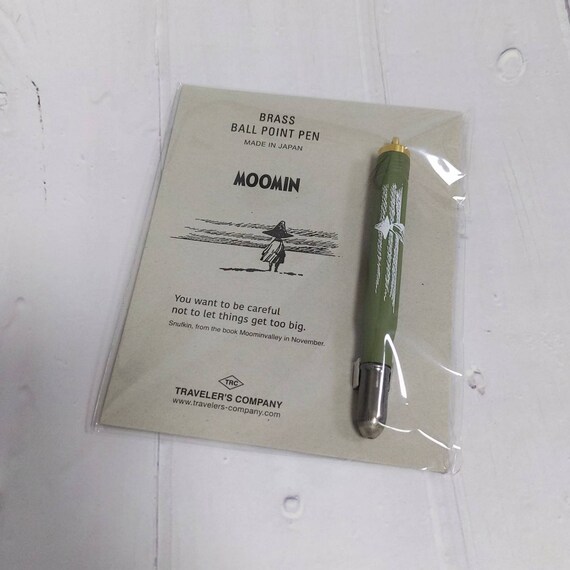 BRASS
BALL POINT PEN
MADE IN JAPAN
MOOMIN
You want to be careful
not to let things get too big.
Snufkin, from the book Moominvalley in November.
TRC
TRAVELER'S COMPANY
www.travelers-company.com